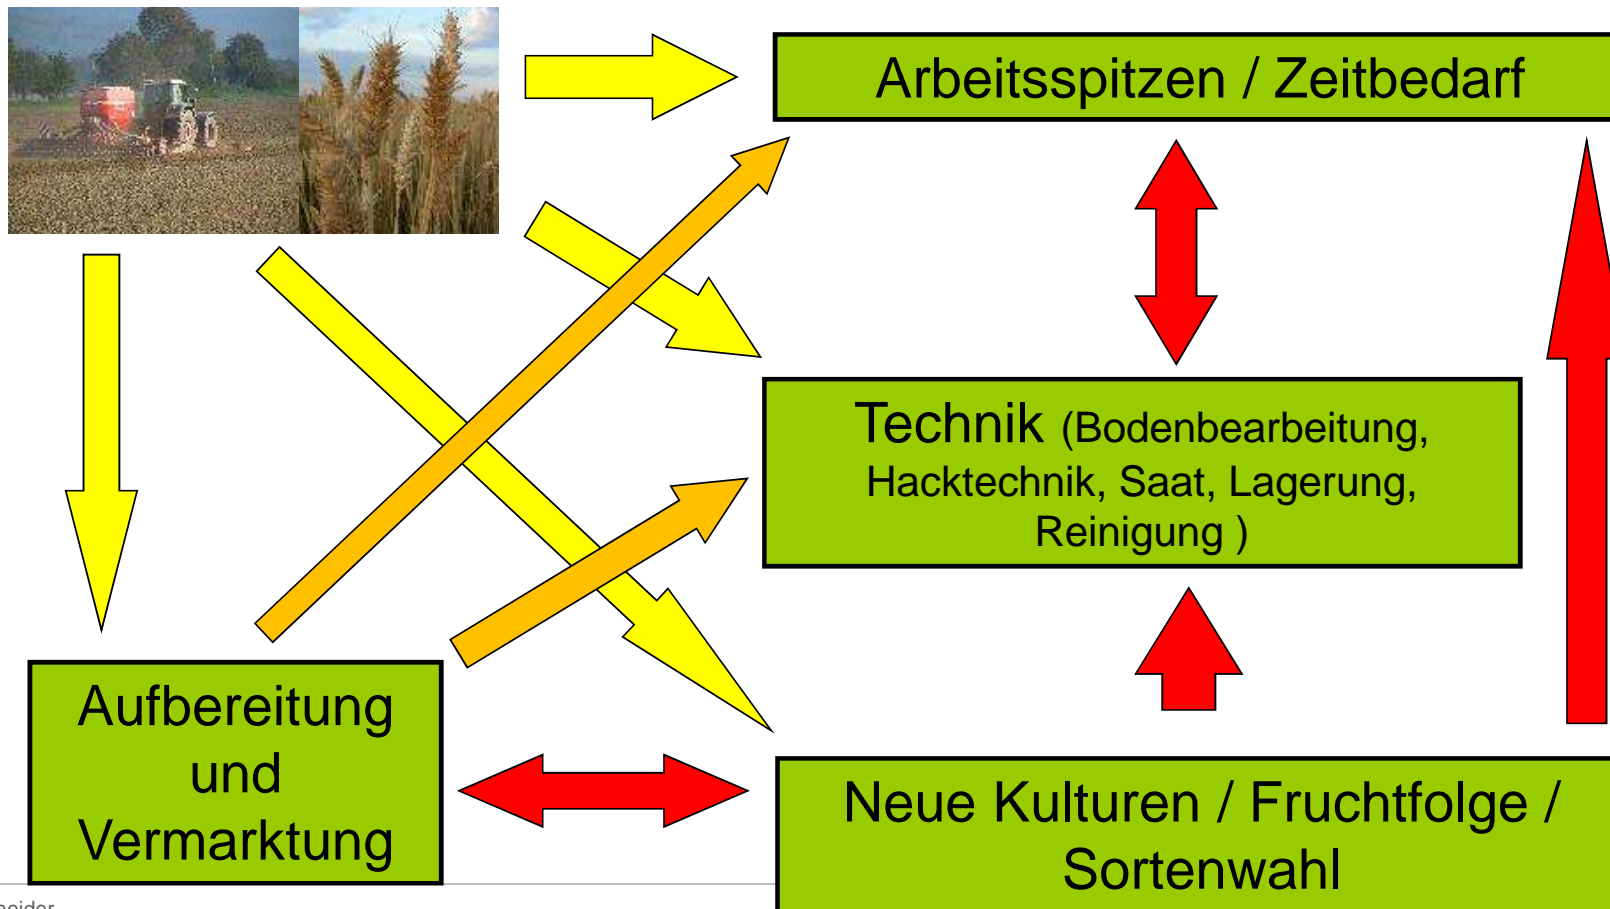 Arbeitsspitzen / Zeitbedarf
Technik (Bodenbearbeitung,
Hacktechnik, Saat, Lagerung,
Reinigung )
Aufbereitung
und
Vermarktung
Neue Kulturen / Fruchtfolge /
Sortenwahl